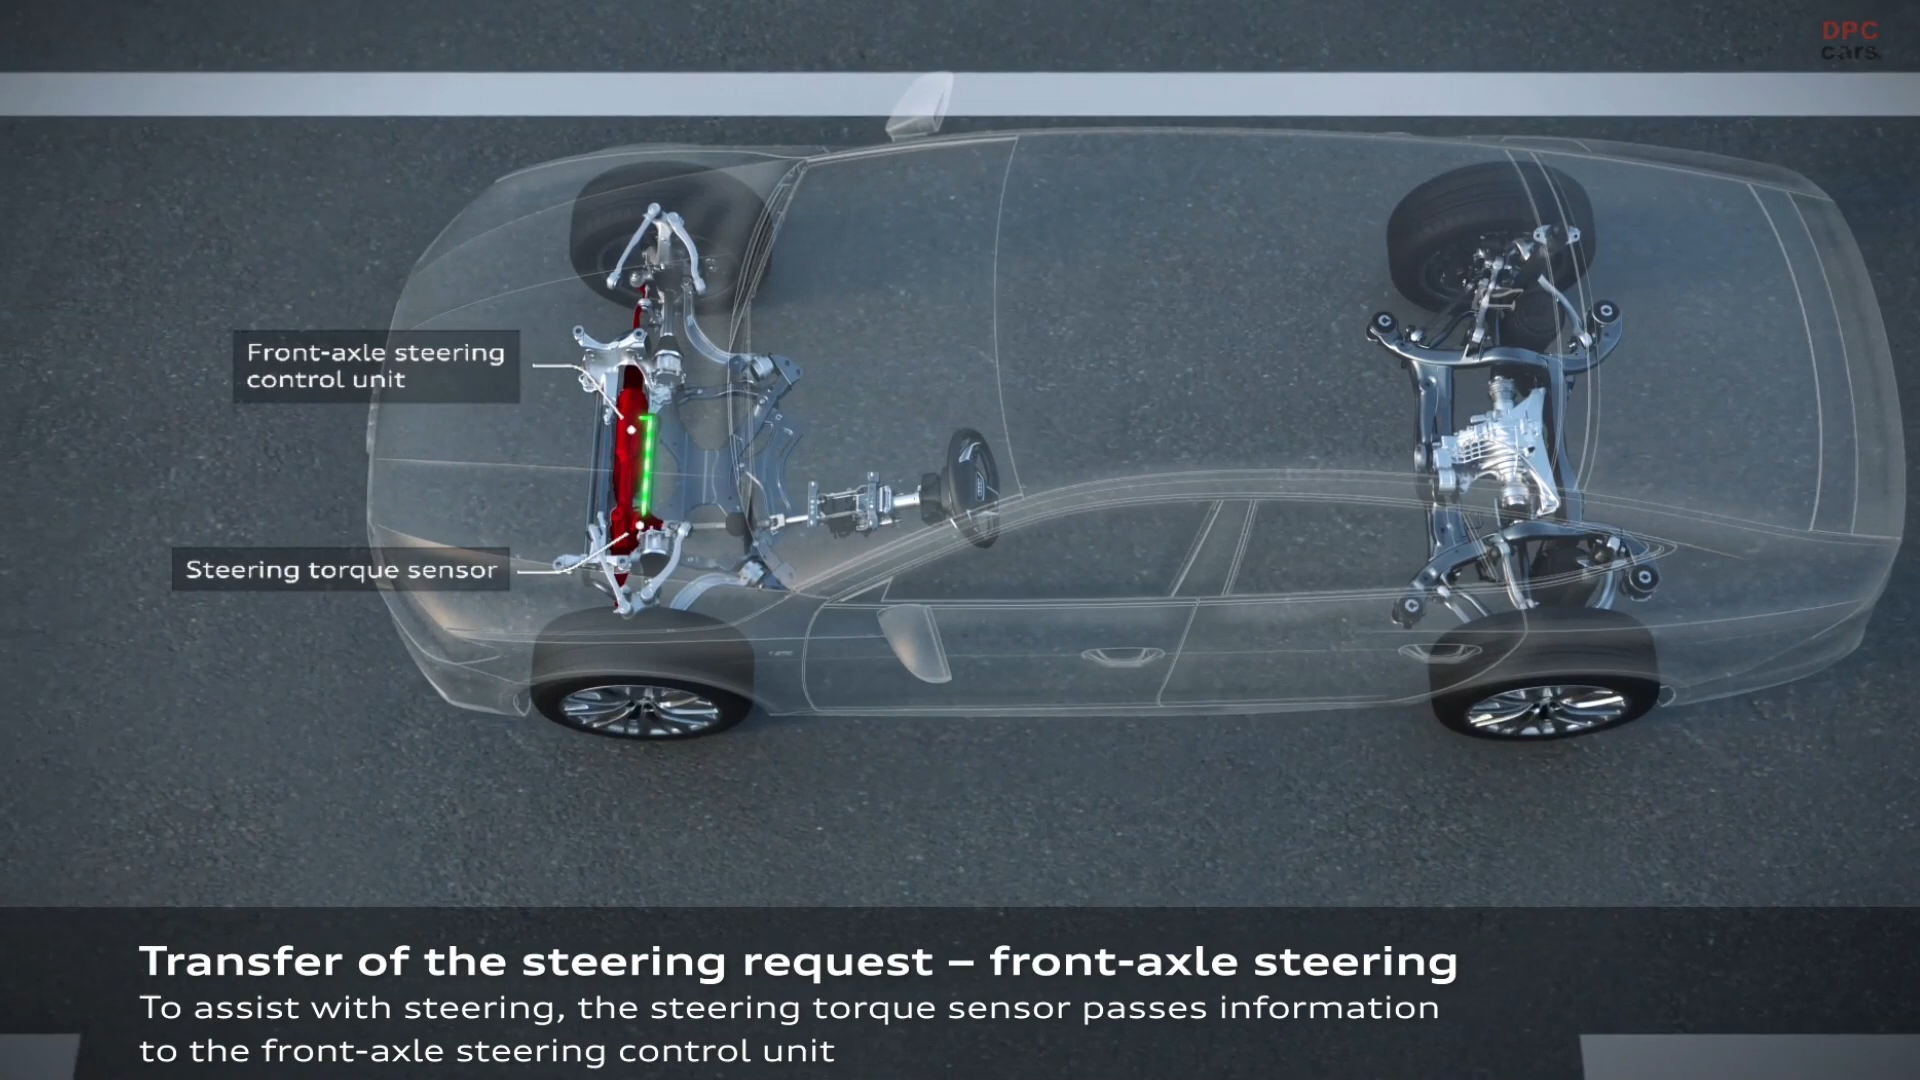 DPC
cars
Front-axle steering
control unit
Steering torque sensor
Transfer of the steering request – front-axle steering
To assist with steering, the steering torque sensor passes information
to the front-axle steering control unit